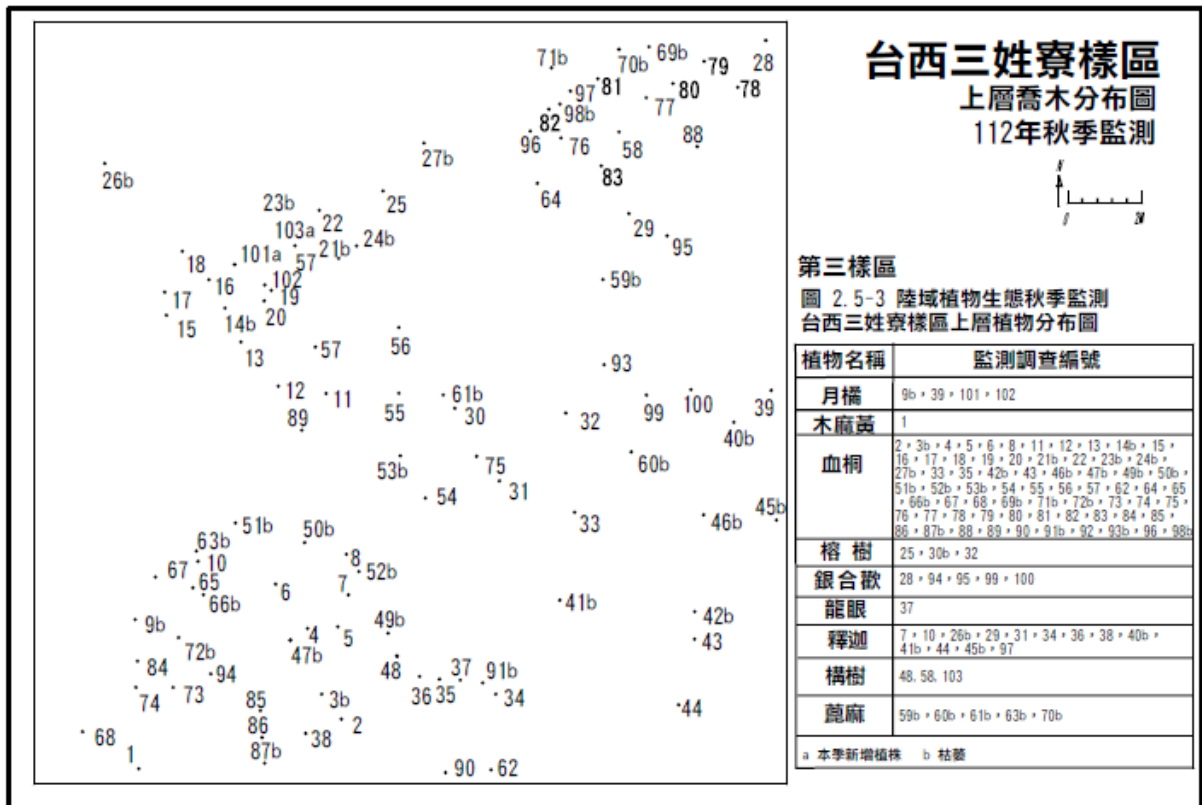 台西三姓寮樣區
上層喬木分布圖
112年秋季監測
N
0 2M
第三樣區
圖 2.5-3 陸域植物生態秋季監測
台西三姓寮樣區上層植物分布圖
植物名稱 監測調查編號
月橘 9b，39，101，102
木麻黃 1
血桐 2，3b，4，5，6，8，11，12，13，14b，15，
16，17，18，19，20，21b，22，23b，24b，
27b，33，35，42b，43，46b，47b，49b，50b，
51b，52b，53b，54，55，56，57，62，64，65
，66b，67，68，69b，71b，72b，73，74，75，
76，77，78，79，80，81，82，83，84，85，
86，87b，88，89，90，91b，92，93b，96，98b
榕 樹 25，30b，32
銀合歡 28，94，95，99，100
龍眼 37
釋迦 7，10，26b，29，31，34，36，38，40b，
41b，44，45b，97
構樹 48. 58. 103
蓖麻 59b，60b，61b，63b，70b
a 本季新增植株 b 枯萎
71b 70b 69b 79 28
97 81 80 78
82 98b 77
96 76 58 88
27b
26b 83
64
23b 22 25
103a 29
101a 21b 24b 95
18 57
16 102 59b
17 19
15 14b 20
13 57 56
93
12 11 61b
89 55 30 32 99 100 39
40b
53b 75 60b
54 31
51b 50b 33 46b 45b
63b
67 10 8
65 6 7 52b
66b 41b
9b 49b 42b
72b 4 5 43
84 47b
94 48 37 91b
74 73 85 3b 36 35 34 44
86 2
68 1 87b 38
90 62